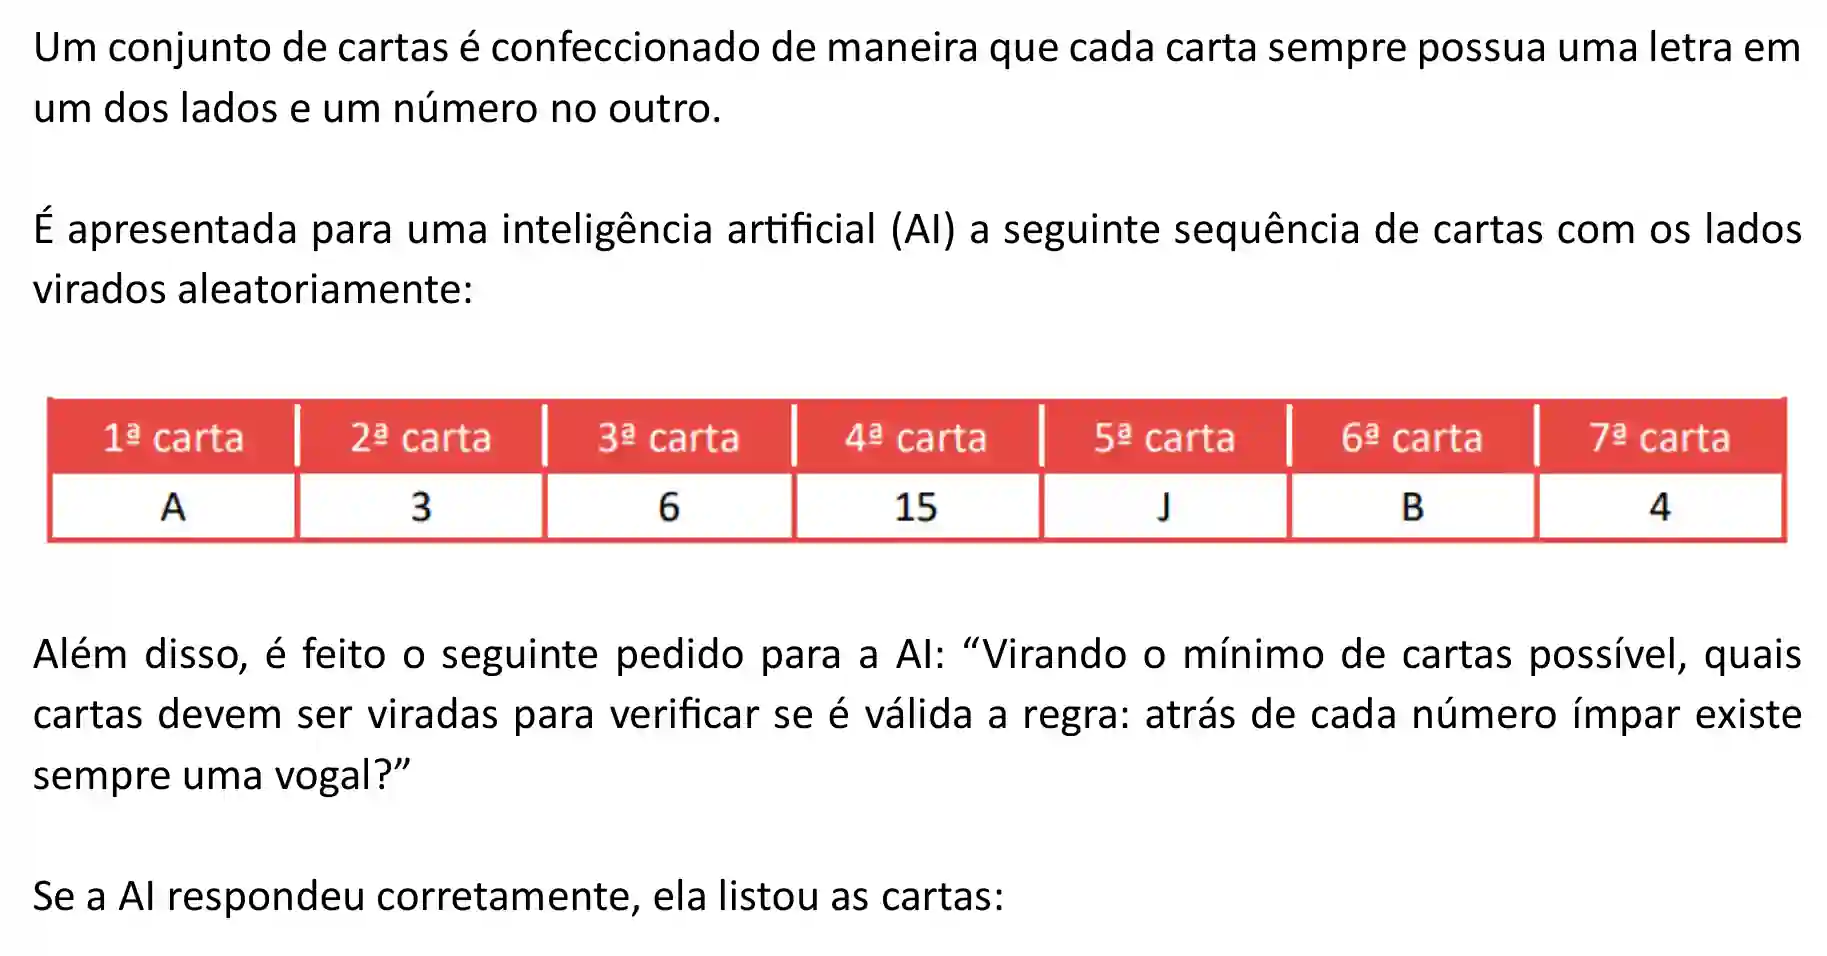 Um conjunto de cartas é confeccionado de maneira que cada carta sempre possua uma letra em
um dos lados e um número no outro.
É apresentada para uma inteligência artificial (AI) a seguinte sequência de cartas com os lados
virados aleatoriamente:
1ª carta 2ª carta 3ª carta 4ª carta 5ª carta 6ª carta 7ª carta
A 3 6 15 J B 4
Além disso, é feito o seguinte pedido para a AI: “Virando o mínimo de cartas possível, quais
cartas devem ser viradas para verificar se é válida a regra: atrás de cada número ímpar existe
sempre uma vogal?”
Se a AI respondeu corretamente, ela listou as cartas: